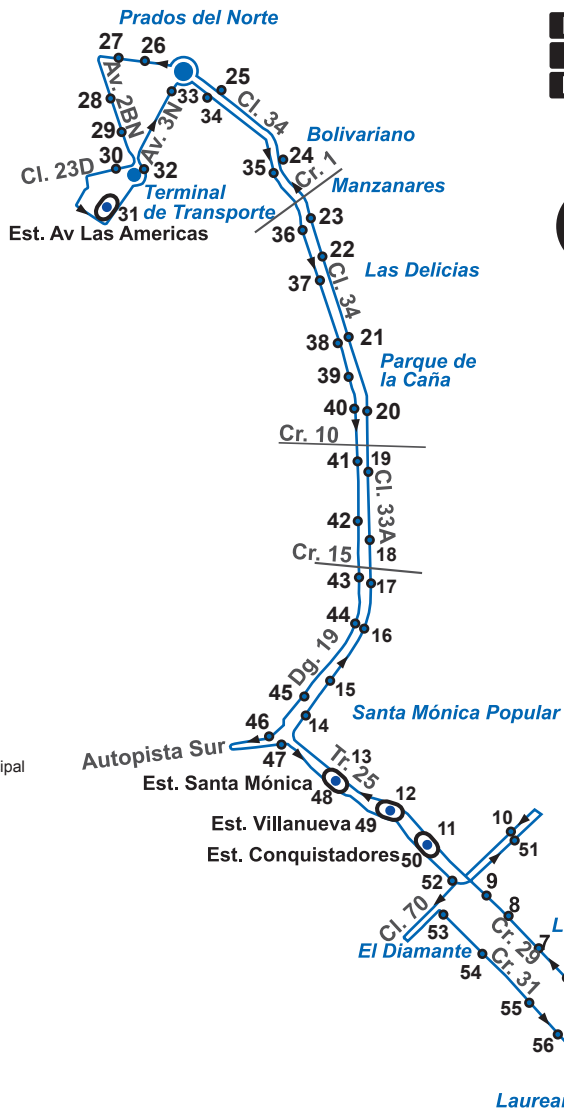 Prados del Norte
27
26
25
Av. 2BN
28
33
34
Cl. 34
Av. 3N
29
Bolivariano
24
30
32
35
Cr. 1
Cl. 23D
Manzanares
Terminal
de Transporte
31
23
Est. Av Las Americas
36
22
Las Delicias
37
Cl. 34
21
38
Parque de
la Caña
39
40
20
Cr. 10
41
19
Cl. 33A
42
18
Cr. 15
43
17
44
16
Dg. 19
15
45
14
Santa Mónica Popular
46
47
Autopista Sur
13
ipal
Tr. 25
Est. Santa Mónica
48
12
49
Est. Villanueva
11
10
50
51
Est. Conquistadores
52
9
8
Cl. 70
53
Cr. 29
7
L
El Diamante
54
Cr. 31
55
56
Laurea